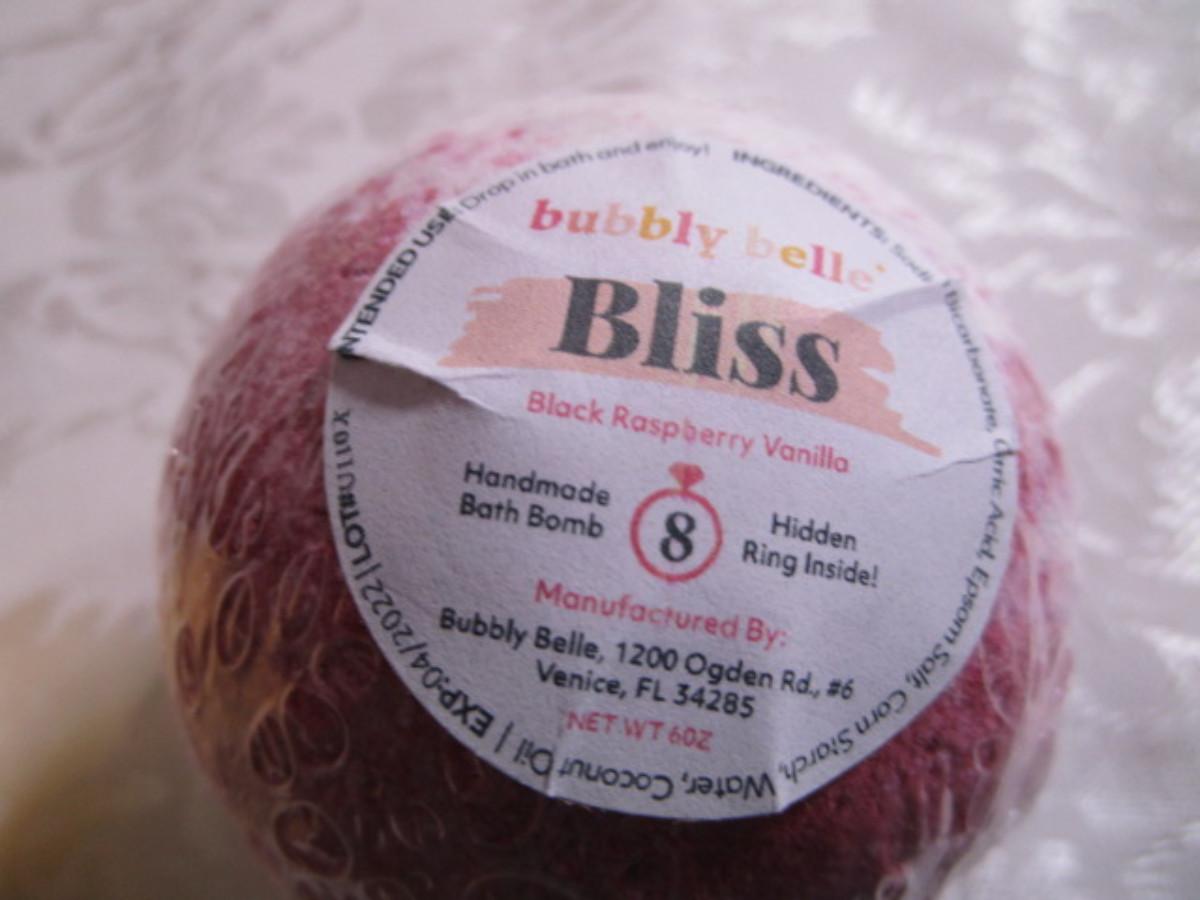 INTENDED USE: Drop in bath and enjoy!
INGREDIENTS: Sodi Bicarbonate, Citric Acid, Epsom Salt, Corn Starch, Water, Coconut Oil | EXP:04/2022 | LOT#U110X
bubbly belle
Bliss
Black Raspberry Vanilla
Handmade
Bath Bomb
8
Hidden
Ring Inside!
Manufactured By:
Bubbly Belle, 1200 Ogden Rd., #6
Venice, FL 34285
NET WT 6OZ